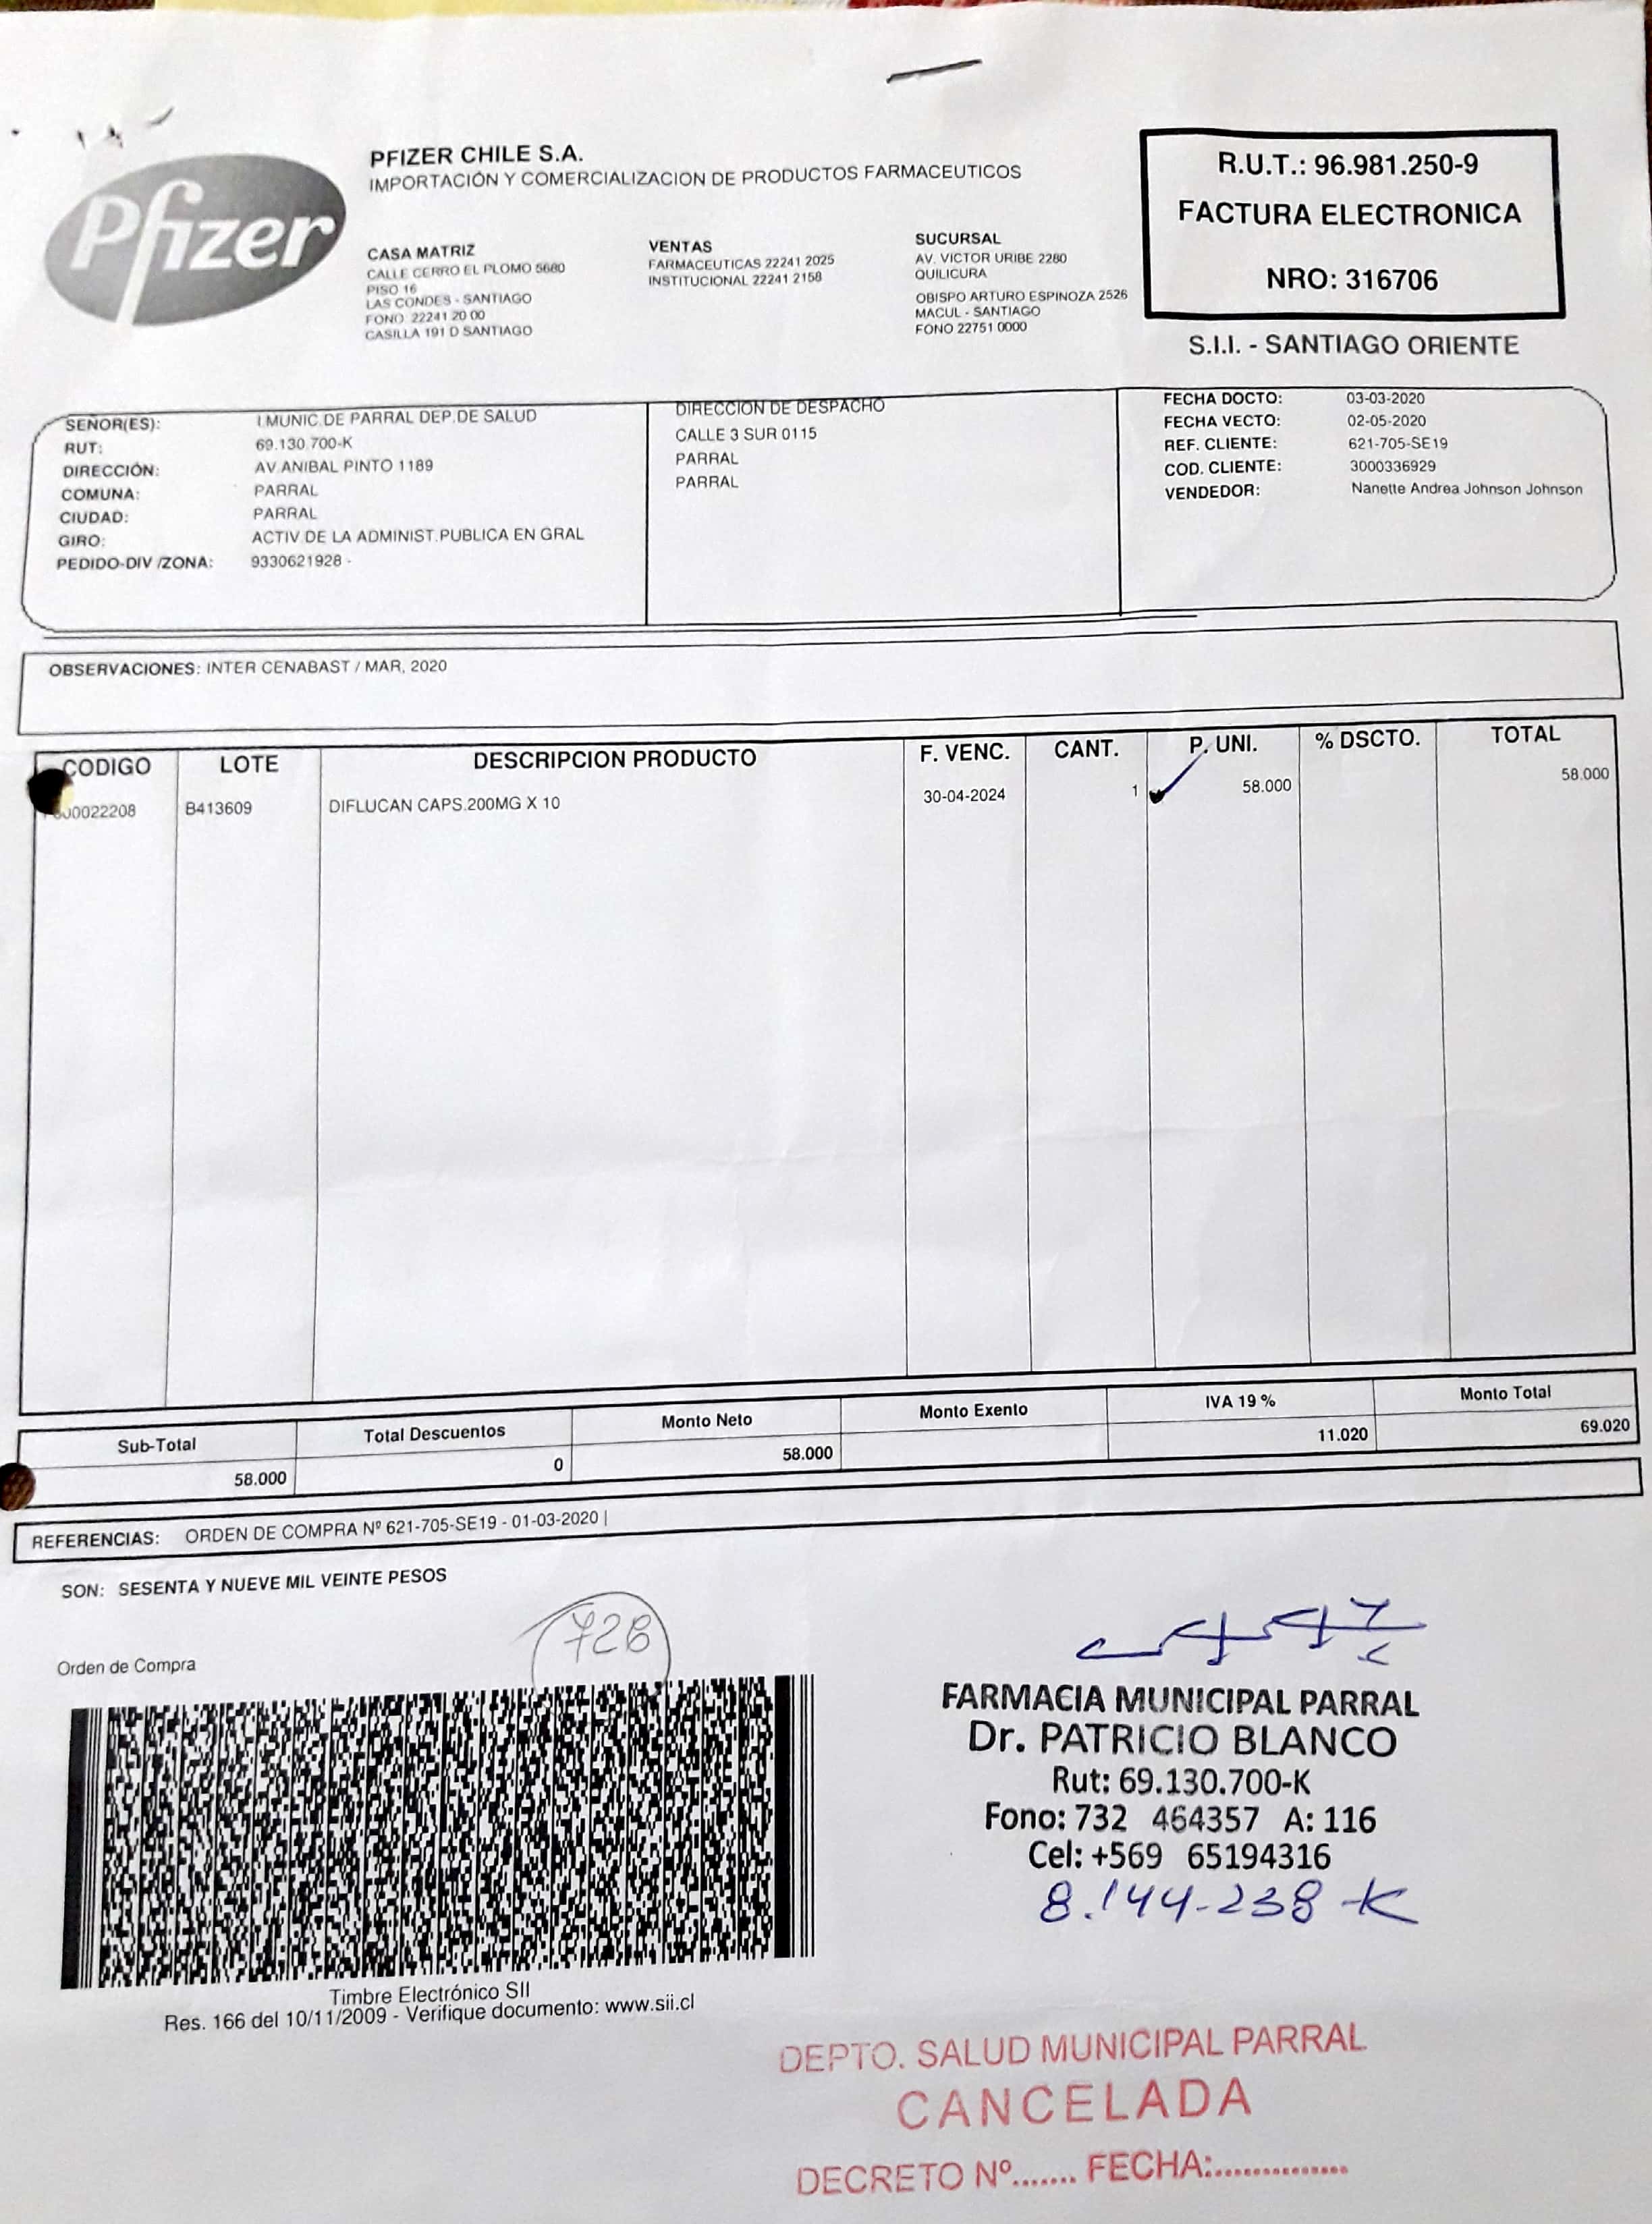 Pfizer
PFIZER CHILE S.A.
IMPORTACIÓN Y COMERCIALIZACION DE PRODUCTOS FARMACEUTICOS
CASA MATRIZ
CALLE CERRO EL PLOMO 5680
PISO 16
LAS CONDES - SANTIAGO
FONO 22241 20 00
CASILLA 191 D SANTIAGO
VENTAS
FARMACEUTICAS 22241 2025
INSTITUCIONAL 22241 2158
SUCURSAL
AV. VICTOR URIBE 2280
QUILICURA
OBISPO ARTURO ESPINOZA 2526
MACUL - SANTIAGO
FONO 22751 0000
R.U.T.: 96.981.250-9
FACTURA ELECTRONICA
NRO: 316706
S.I.I. - SANTIAGO ORIENTE
SEÑOR(ES): I.MUNIC.DE PARRAL DEP.DE SALUD
RUT: 69.130.700-K
DIRECCIÓN: AV.ANIBAL PINTO 1189
COMUNA: PARRAL
CIUDAD: PARRAL
GIRO: ACTIV.DE LA ADMINIST.PUBLICA EN GRAL
PEDIDO-DIV /ZONA: 9330621928 -
DIRECCION DE DESPACHO
CALLE 3 SUR 0115
PARRAL
PARRAL
FECHA DOCTO: 03-03-2020
FECHA VECTO: 02-05-2020
REF. CLIENTE: 621-705-SE19
COD. CLIENTE: 3000336929
VENDEDOR: Nanette Andrea Johnson Johnson
OBSERVACIONES: INTER CENABAST / MAR, 2020
CODIGO LOTE DESCRIPCION PRODUCTO F. VENC. CANT. P. UNI. % DSCTO. TOTAL
00022208 B413609 DIFLUCAN CAPS.200MG X 10 30-04-2024 1 58.000 58.000
Sub-Total Total Descuentos Monto Neto Monto Exento IVA 19 % Monto Total
58.000 0 58.000 11.020 69.020
REFERENCIAS: ORDEN DE COMPRA Nº 621-705-SE19 - 01-03-2020 |
SON: SESENTA Y NUEVE MIL VEINTE PESOS
Orden de Compra
Timbre Electrónico SII
Res. 166 del 10/11/2009 - Verifique documento: www.sii.cl
FARMACIA MUNICIPAL PARRAL
Dr. PATRICIO BLANCO
Rut: 69.130.700-K
Fono: 732 464357 A: 116
Cel: +569 65194316
8.144-238-K
DEPTO. SALUD MUNICIPAL PARRAL
CANCELADA
DECRETO Nº....... FECHA:...............